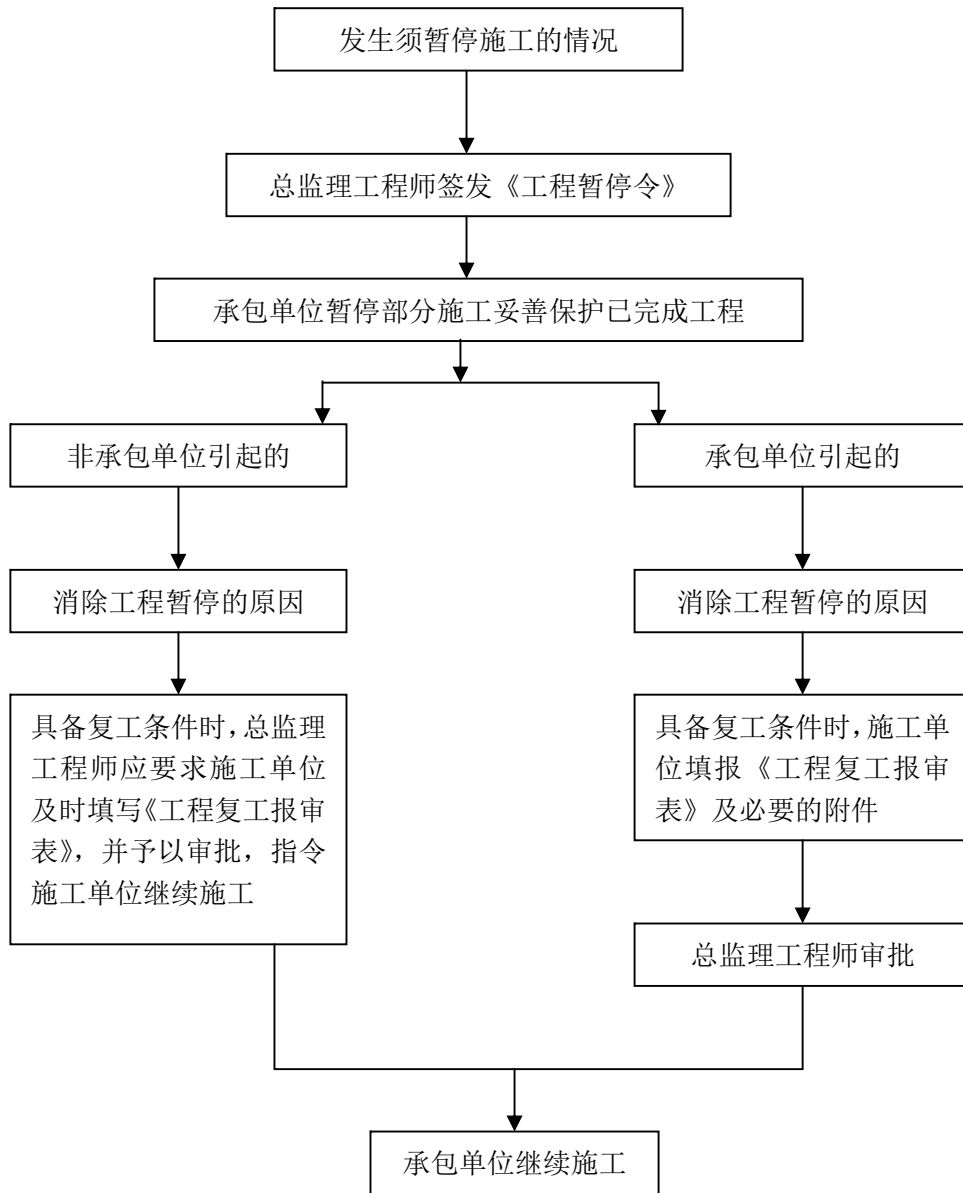 发生须暂停施工的情况
总监理工程师签发《工程暂停令》
承包单位暂停部分施工妥善保护已完成工程
非承包单位引起的
承包单位引起的
消除工程暂停的原因
消除工程暂停的原因
具备复工条件时,总监理
工程师应要求施工单位
及时填写《工程复工报审
表》，并予以审批，指令
施工单位继续施工
具备复工条件时,施工单
位填报《工程复工报审
表》及必要的附件
总监理工程师审批
承包单位继续施工